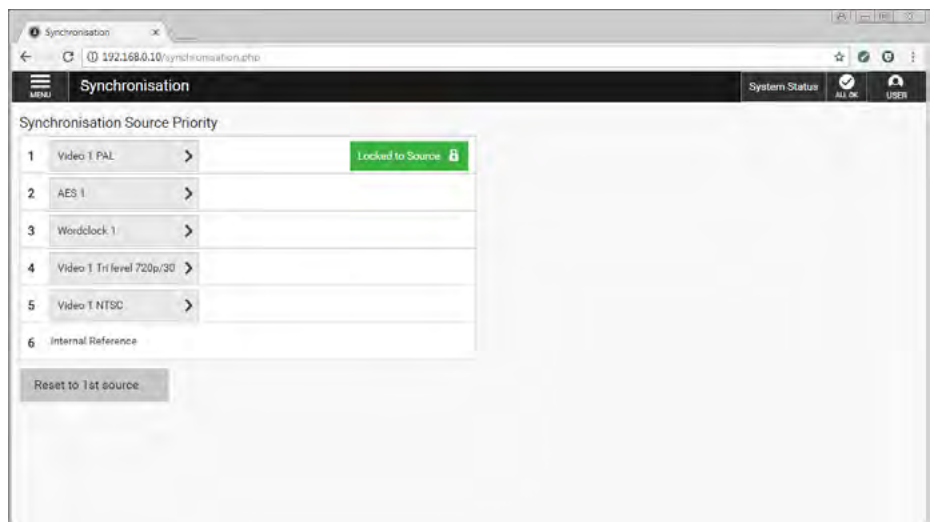 Synchronisation
192.168.0.10/synchronisation.php
MENU Synchronisation System Status ALL OK USER
Synchronisation Source Priority
1 Video 1 PAL Locked to Source
2 AES 1
3 Wordclock 1
4 Video 1 Tri level 720p/30
5 Video 1 NTSC
6 Internal Reference
Reset to 1st source